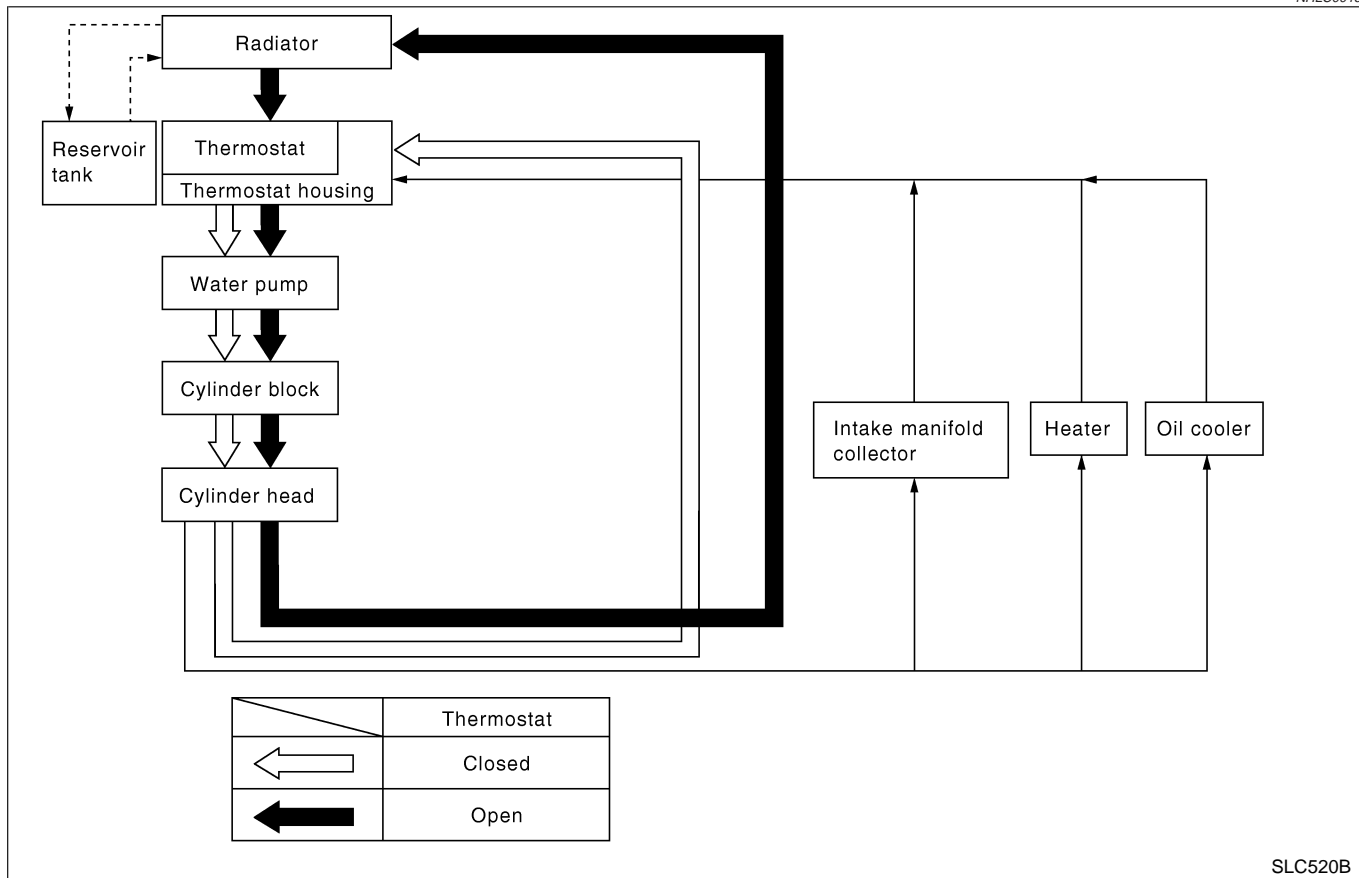 Radiator
Reservoir
tank
Thermostat
Thermostat housing
Water pump
Cylinder block
Cylinder head
Intake manifold
collector
Heater
Oil cooler
Thermostat
Closed
Open
SLC520B